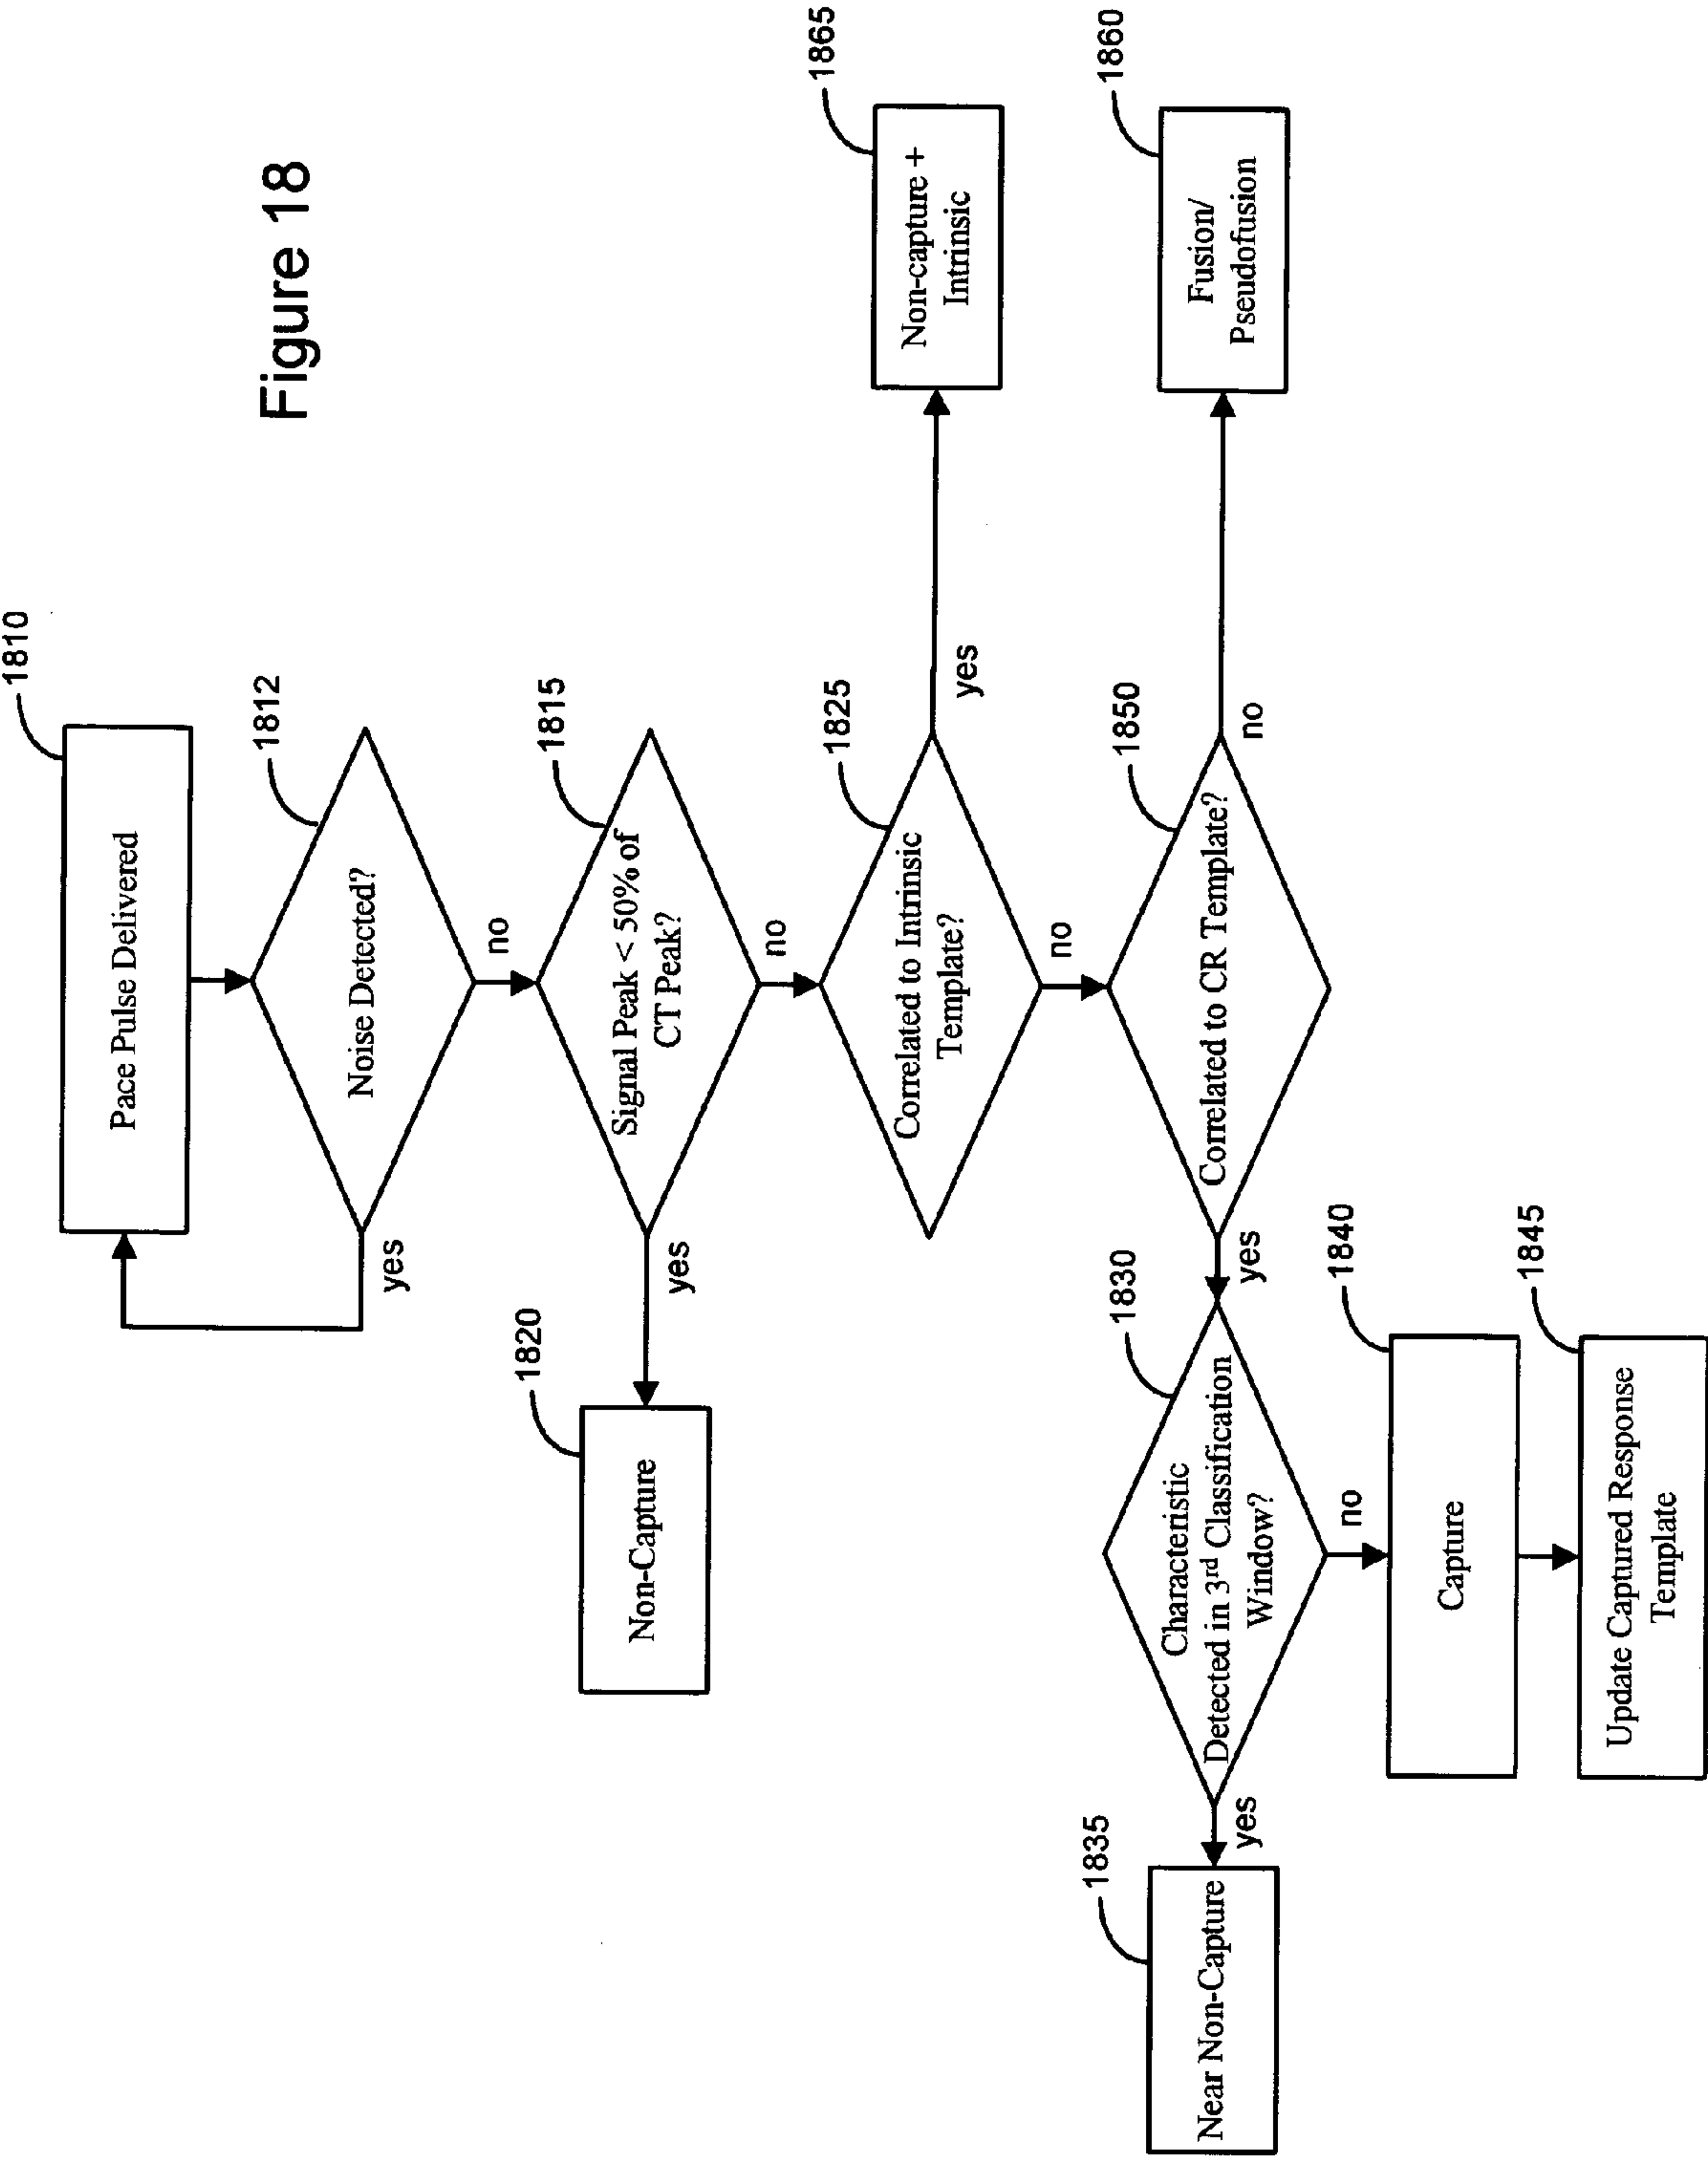 Figure 18
1810
Pace Pulse Delivered
1812
Noise Detected?
yes
no
1815
Signal Peak < 50% of
CT Peak?
yes
no
1820
Non-Capture
1825
Correlated to Intrinsic
Template?
yes
no
1865
Non-capture +
Intrinsic
1850
Correlated to CR Template?
yes
no
1860
Fusion/
Pseudofusion
1830
Characteristic
Detected in 3rd Classification
Window?
yes
no
1835
Near Non-Capture
1840
Capture
1845
Update Captured Response
Template